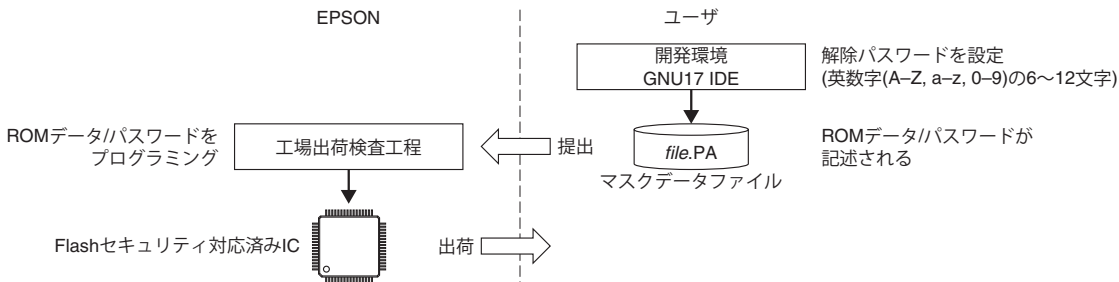 EPSON
ユーザ
開発環境
GNU17 IDE
解除パスワードを設定
(英数字(A–Z, a–z, 0–9)の6～12文字)
ROMデータ/パスワードを
プログラミング
工場出荷検査工程
提出
file.PA
マスクデータファイル
ROMデータ/パスワードが
記述される
Flashセキュリティ対応済みIC
出荷